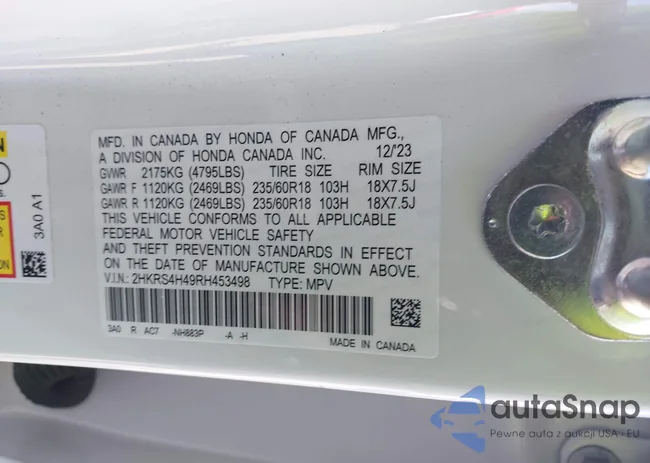 MFD. IN CANADA BY HONDA OF CANADA MFG.,
A DIVISION OF HONDA CANADA INC. 12/'23
GVWR 2175KG (4795LBS) TIRE SIZE RIM SIZE
GAWR F 1120KG (2469LBS) 235/60R18 103H 18X7.5J
GAWR R 1120KG (2469LBS) 235/60R18 103H 18X7.5J
THIS VEHICLE CONFORMS TO ALL APPLICABLE
FEDERAL MOTOR VEHICLE SAFETY
AND THEFT PREVENTION STANDARDS IN EFFECT
ON THE DATE OF MANUFACTURE SHOWN ABOVE.
V.I.N.: 2HKRS4H49RH453498 TYPE: MPV
3A0 R AC7 -NH883P -A -H
MADE IN CANADA
3A0 A1
autaSnap
Pewne auta z aukcji USA i EU